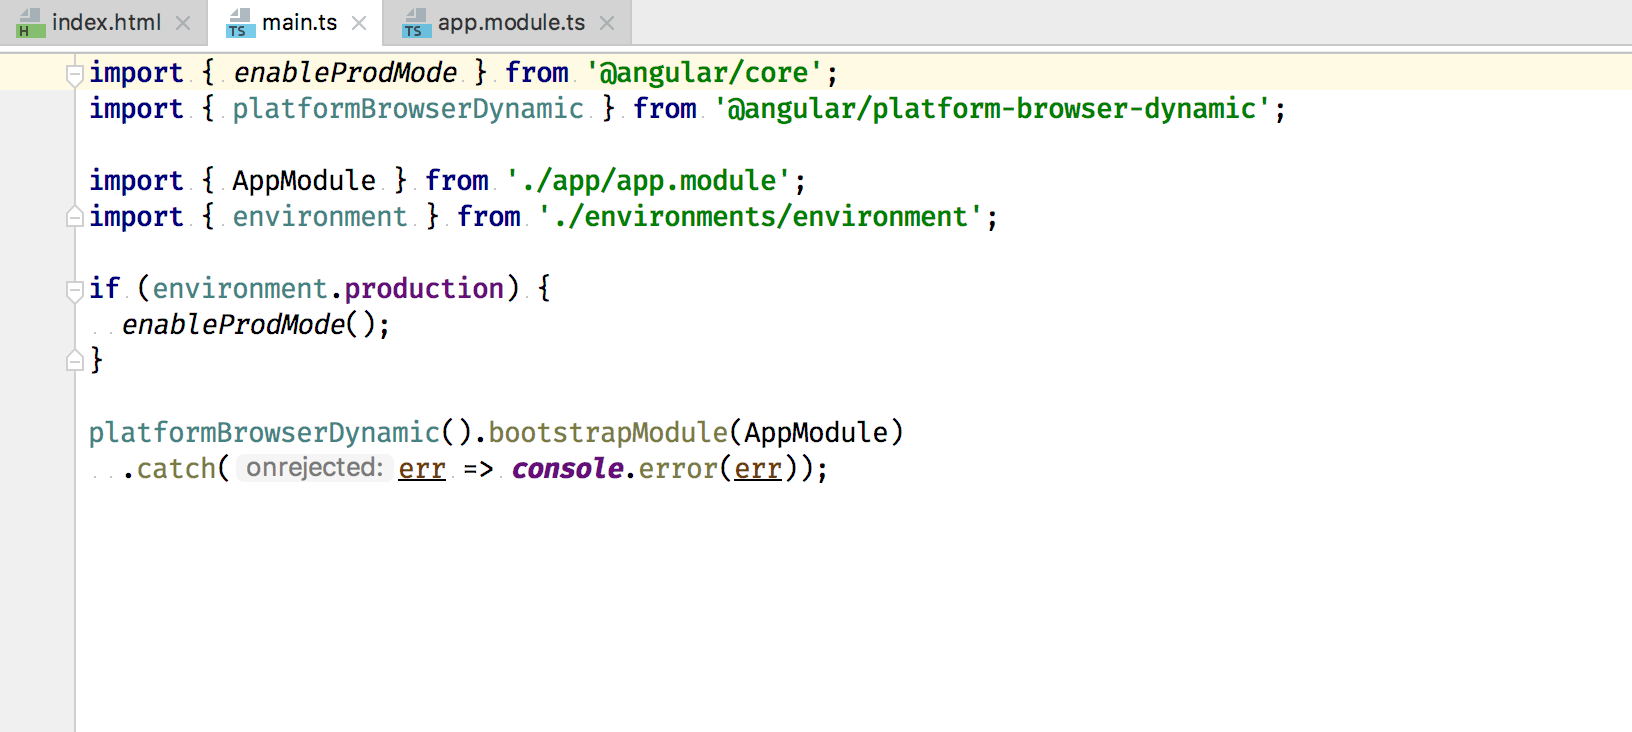 index.html main.ts app.module.ts
import { enableProdMode } from '@angular/core';
import { platformBrowserDynamic } from '@angular/platform-browser-dynamic';
import { AppModule } from './app/app.module';
import { environment } from './environments/environment';
if (environment.production) {
enableProdMode();
}
platformBrowserDynamic().bootstrapModule(AppModule)
.catch( onrejected: err => console.error(err));